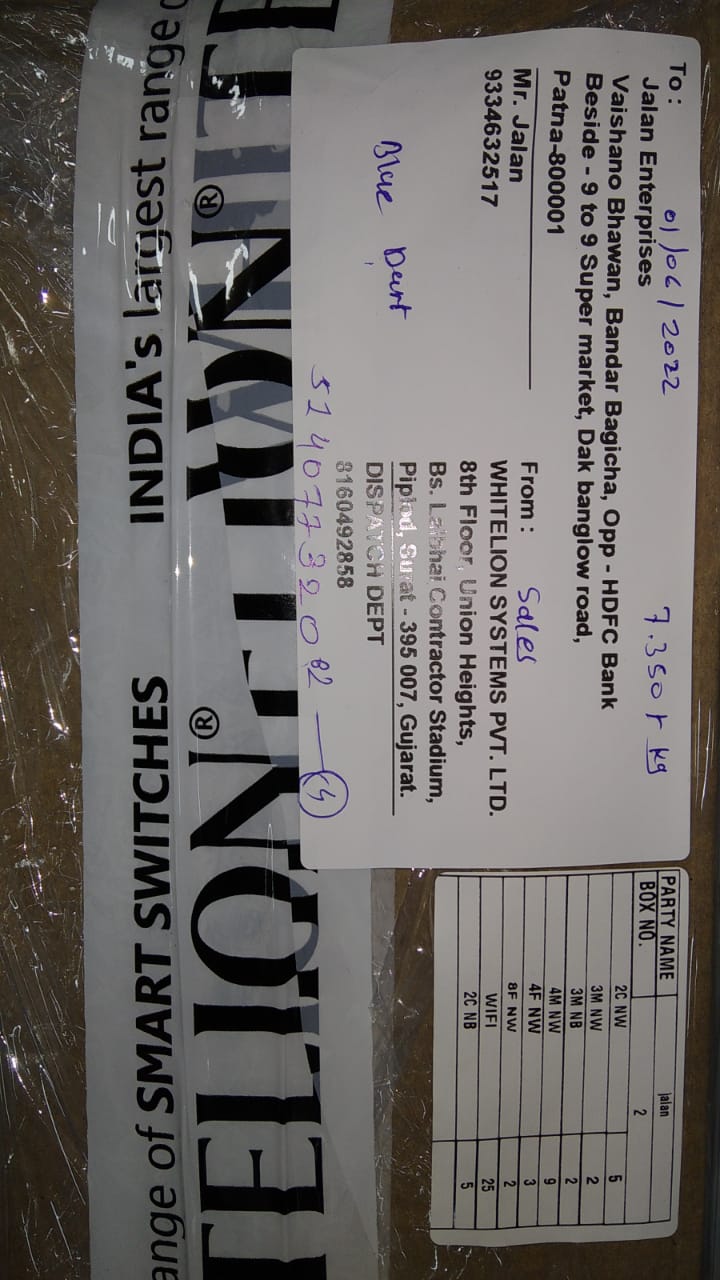 01/06/2022
7.350 kg
To :
Jalan Enterprises
Vaishano Bhawan, Bandar Bagicha, Opp - HDFC Bank
Beside - 9 to 9 Super market, Dak banglow road,
Patna-800001
Mr. Jalan
9334632517
Blue Dart
Sales
From :
WHITELION SYSTEMS PVT. LTD.
8th Floor, Union Heights,
Bs. Lalbhai Contractor Stadium,
Piplod, Surat - 395 007, Gujarat.
DISPATCH DEPT
8160492858
51407732082
PARTY NAME jalan
BOX NO. 2
2C NW 5
3M NW 2
3M NB 2
4M NW 9
4F NW 3
8F NW 2
WIFI 25
2C NB 5
TELION® TELION® TELION
INDIA's largest range of SMART SWITCHES